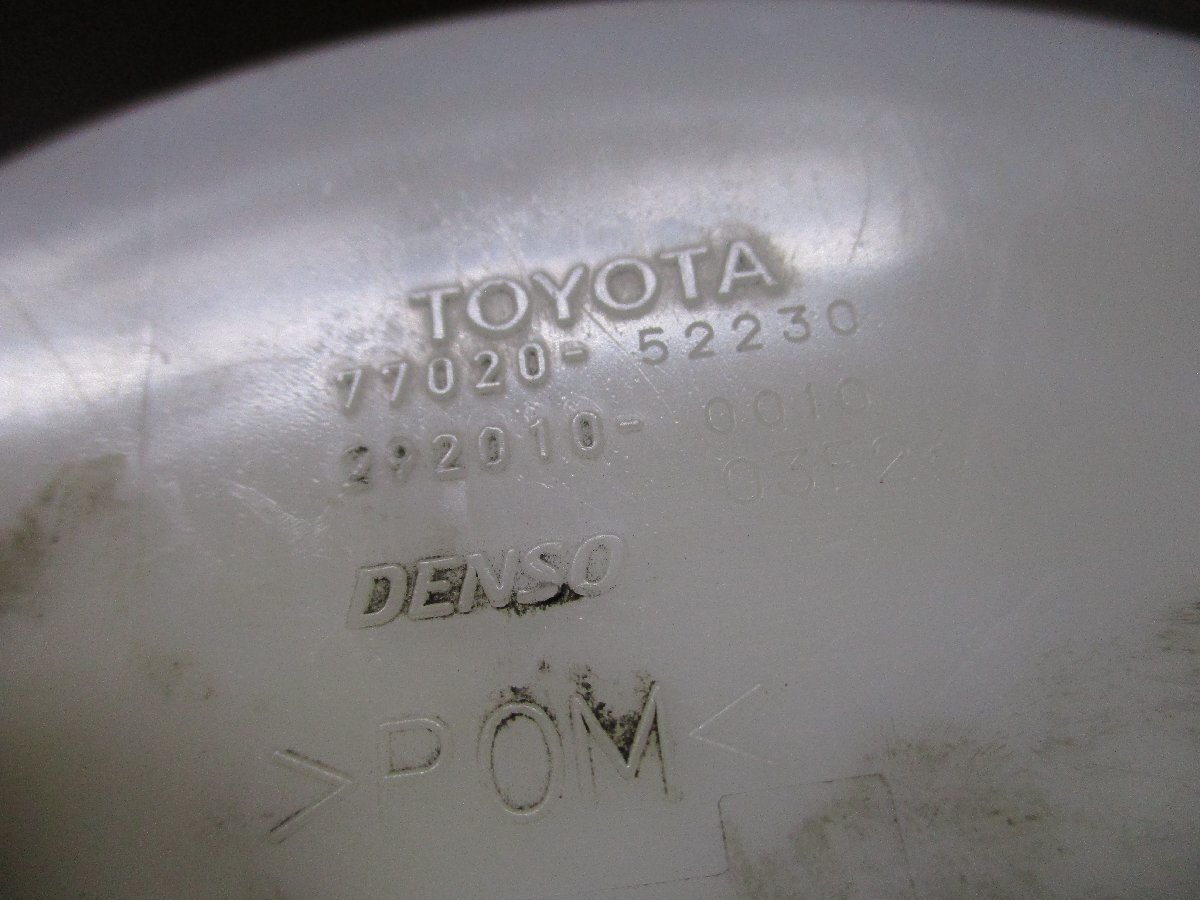 TOYOTA
77020- 52230
292010- 0010
DENSO
>POM<